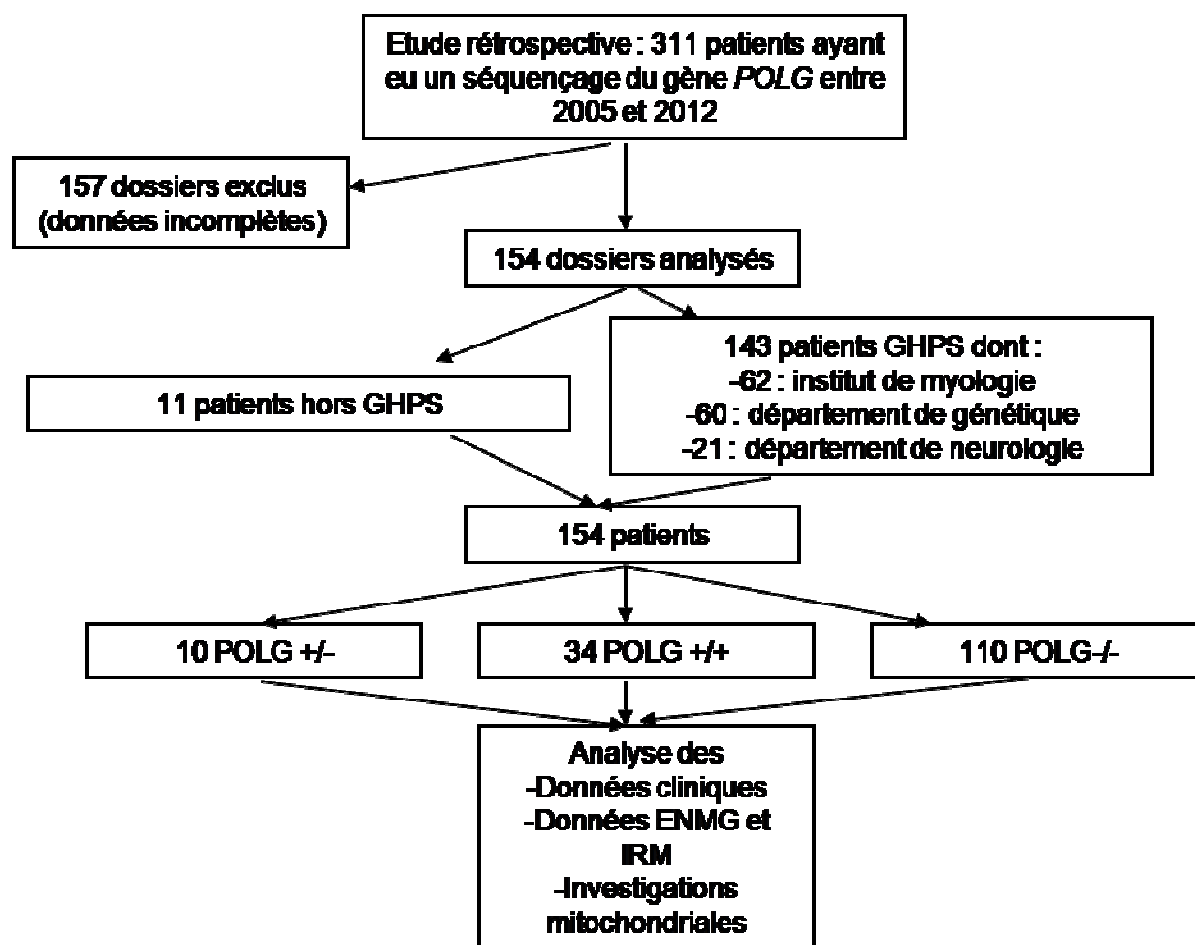 Etude rétrospective : 311 patients ayant
eu un séquençage du gène POLG entre
2005 et 2012
157 dossiers exclus
(données incomplètes)
154 dossiers analysés
11 patients hors GHPS
143 patients GHPS dont :
-62 : institut de myologie
-60 : département de génétique
-21 : département de neurologie
154 patients
10 POLG +/-
34 POLG +/+
110 POLG-/-
Analyse des
-Données cliniques
-Données ENMG et
IRM
-Investigations
mitochondriales